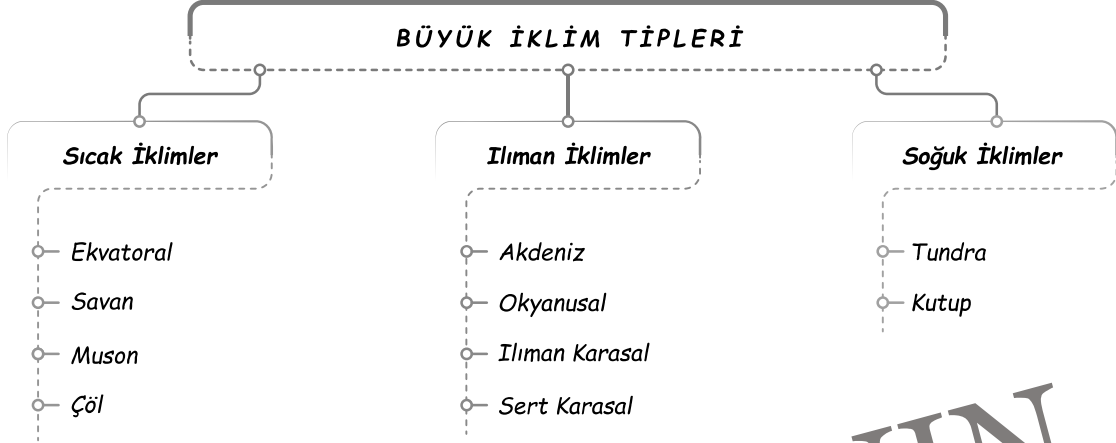 BÜYÜK İKLİM TİPLERİ
Sıcak İklimler
Ekvatoral
Savan
Muson
Çöl
Ilıman İklimler
Akdeniz
Okyanusal
Ilıman Karasal
Sert Karasal
Soğuk İklimler
Tundra
Kutup